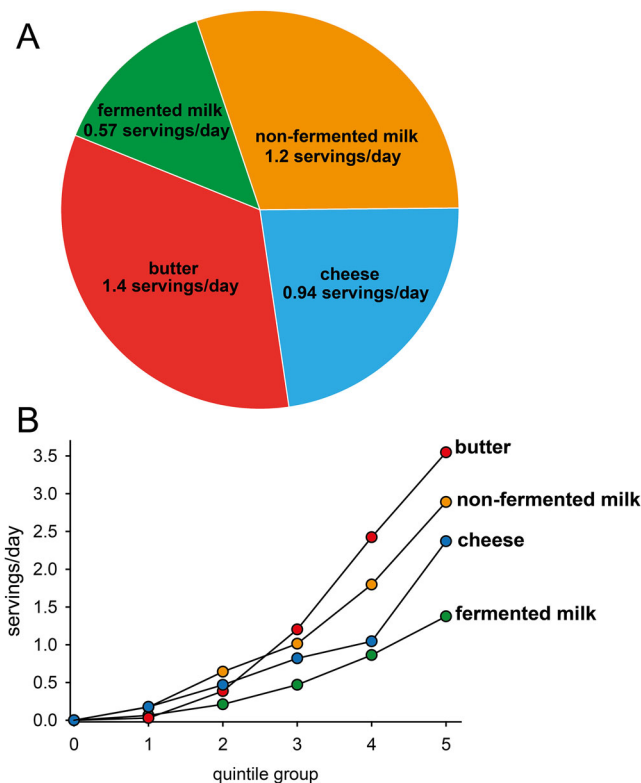 A
fermented milk
0.57 servings/day
non-fermented milk
1.2 servings/day
butter
1.4 servings/day
cheese
0.94 servings/day
B
servings/day
3.5
3.0
2.5
2.0
1.5
1.0
0.5
0.0
butter
non-fermented milk
cheese
fermented milk
0 1 2 3 4 5
quintile group